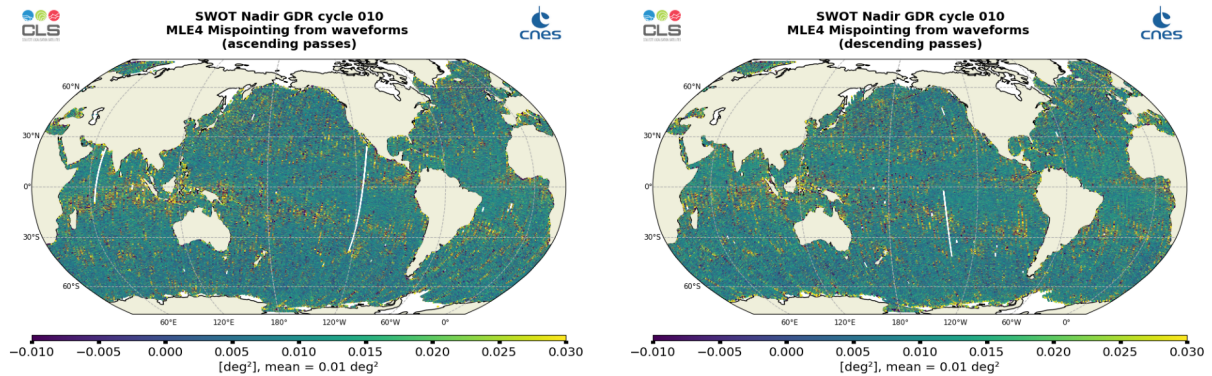 CLS
SWOT Nadir GDR cycle 010
MLE4 Mispointing from waveforms
(ascending passes)
cnes
60°N
30°N
0°
30°S
60°S
60°E
120°E
180°
120°W
60°W
0°
−0.010
−0.005
0.000
0.005
0.010
0.015
0.020
0.025
0.030
[deg²], mean = 0.01 deg²
CLS
SWOT Nadir GDR cycle 010
MLE4 Mispointing from waveforms
(descending passes)
cnes
60°N
30°N
0°
30°S
60°S
60°E
120°E
180°
120°W
60°W
0°
−0.010
−0.005
0.000
0.005
0.010
0.015
0.020
0.025
0.030
[deg²], mean = 0.01 deg²